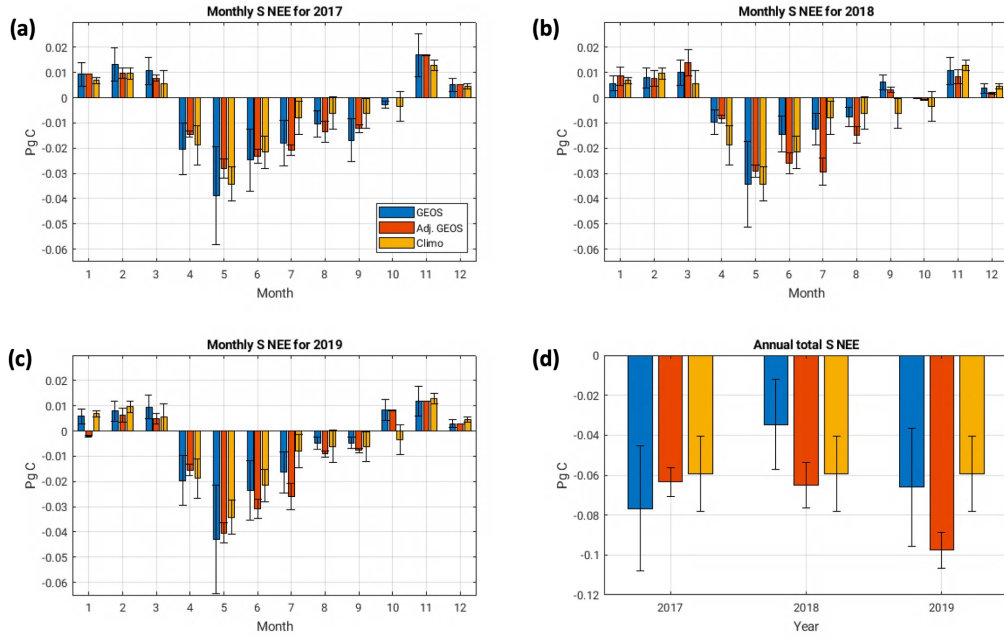 (a)
Monthly S NEE for 2017
0.02
0.01
0
-0.01
-0.02
-0.03
-0.04
-0.05
-0.06
PgC
1 2 3 4 5 6 7 8 9 10 11 12
Month
GEOS
Adj. GEOS
Climo
(b)
Monthly S NEE for 2018
0.02
0.01
0
-0.01
-0.02
-0.03
-0.04
-0.05
-0.06
PgC
1 2 3 4 5 6 7 8 9 10 11 12
Month
(c)
Monthly S NEE for 2019
0.02
0.01
0
-0.01
-0.02
-0.03
-0.04
-0.05
-0.06
PgC
1 2 3 4 5 6 7 8 9 10 11 12
Month
(d)
Annual total S NEE
0
-0.02
-0.04
-0.06
-0.08
-0.1
-0.12
PgC
2017 2018 2019
Year